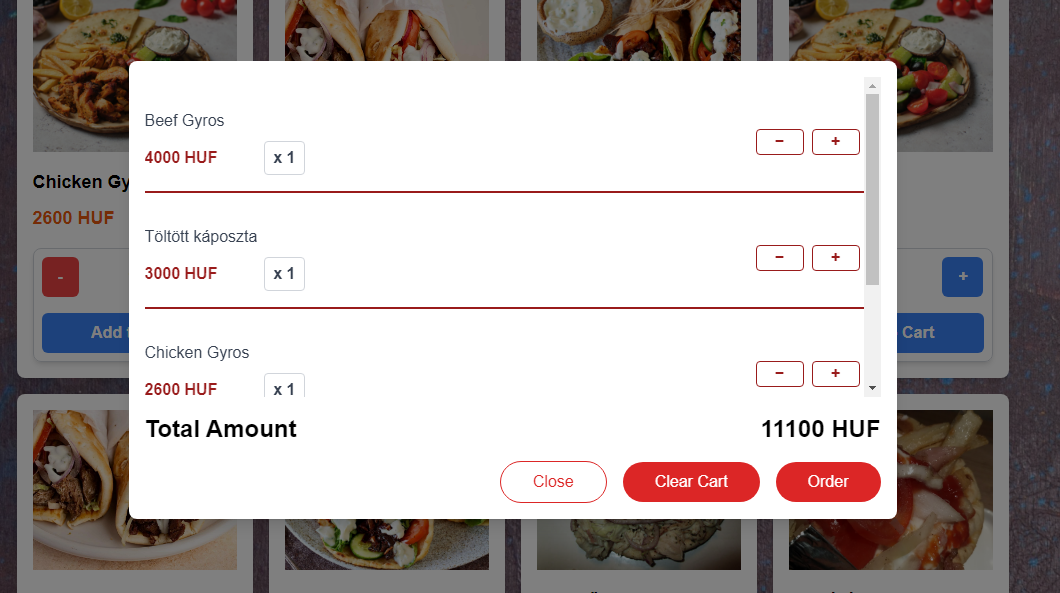 Beef Gyros
4000 HUF x 1 − +
Töltött káposzta
3000 HUF x 1 − +
Chicken Gyros
2600 HUF x 1 − +
Total Amount 11100 HUF
Close Clear Cart Order
Chicken
2600 HUF
- +
Add
Cart